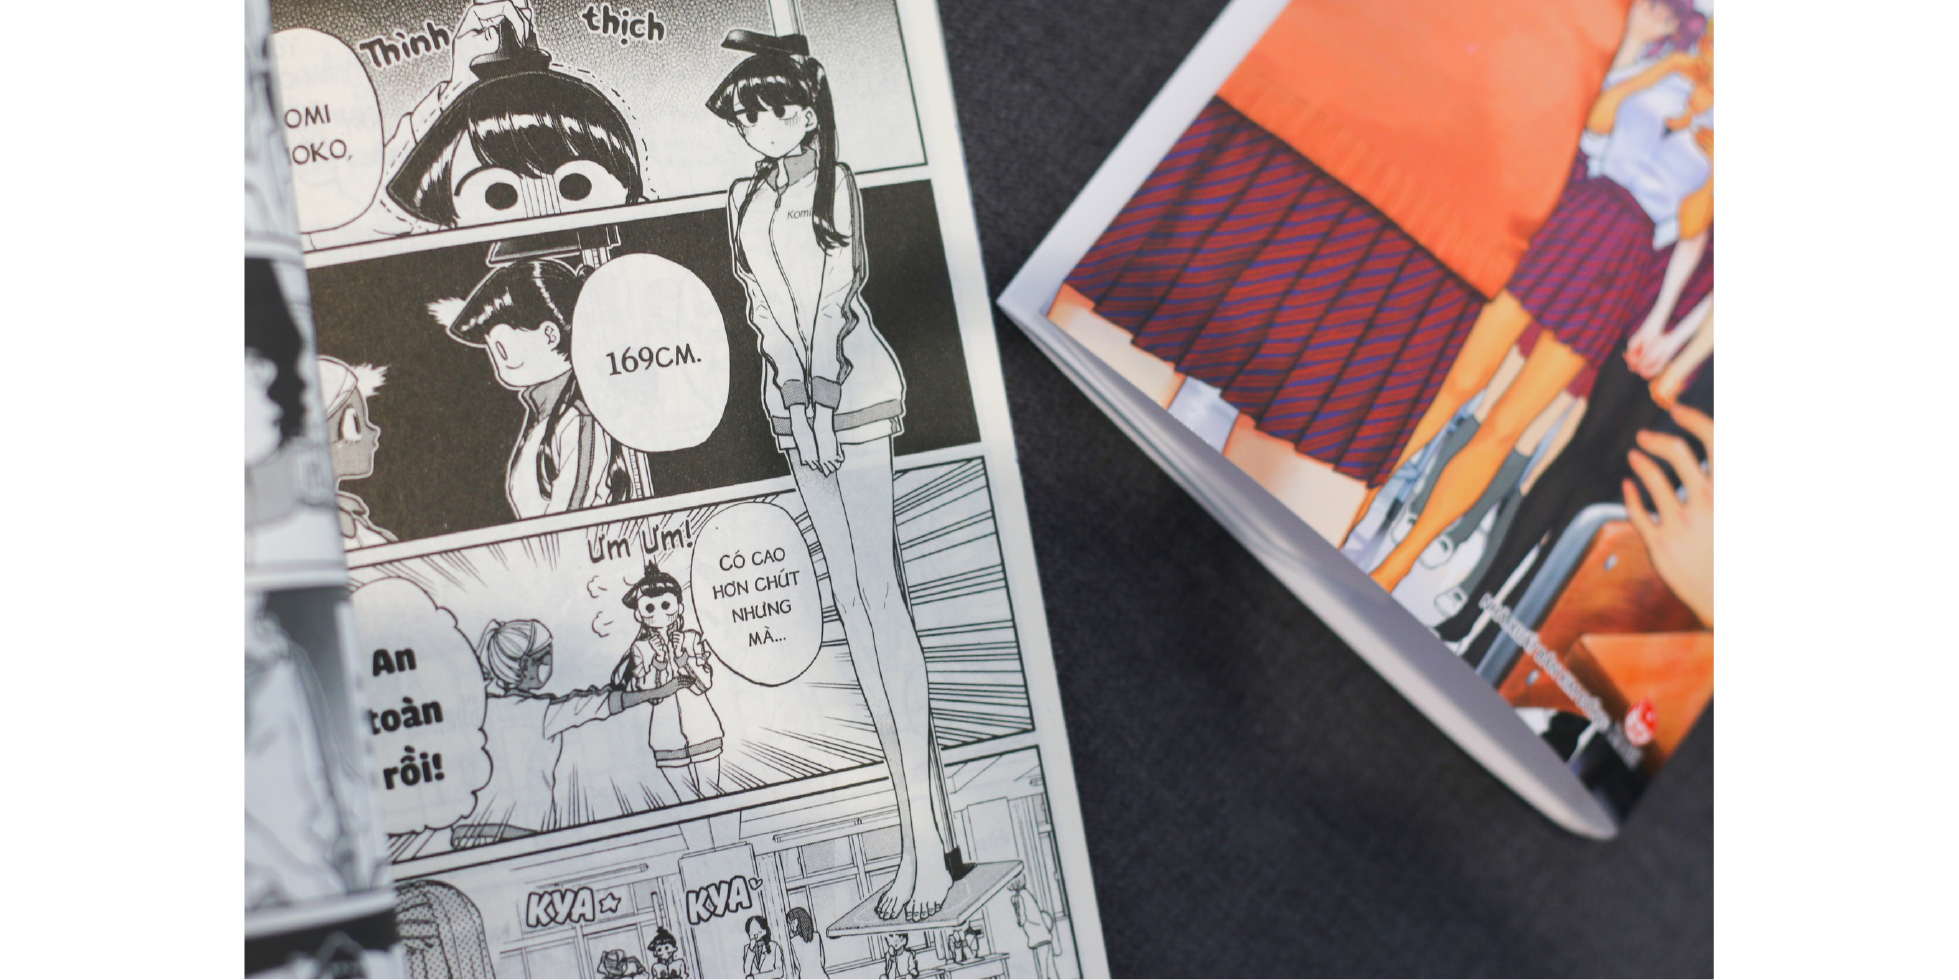 Thình
thịch
OMI
OKO,
Komi
169CM.
Ưm Ưm!
CÓ CAO
HƠN CHÚT
NHƯNG
MÀ...
An
toàn
rồi!
KYA
KYA